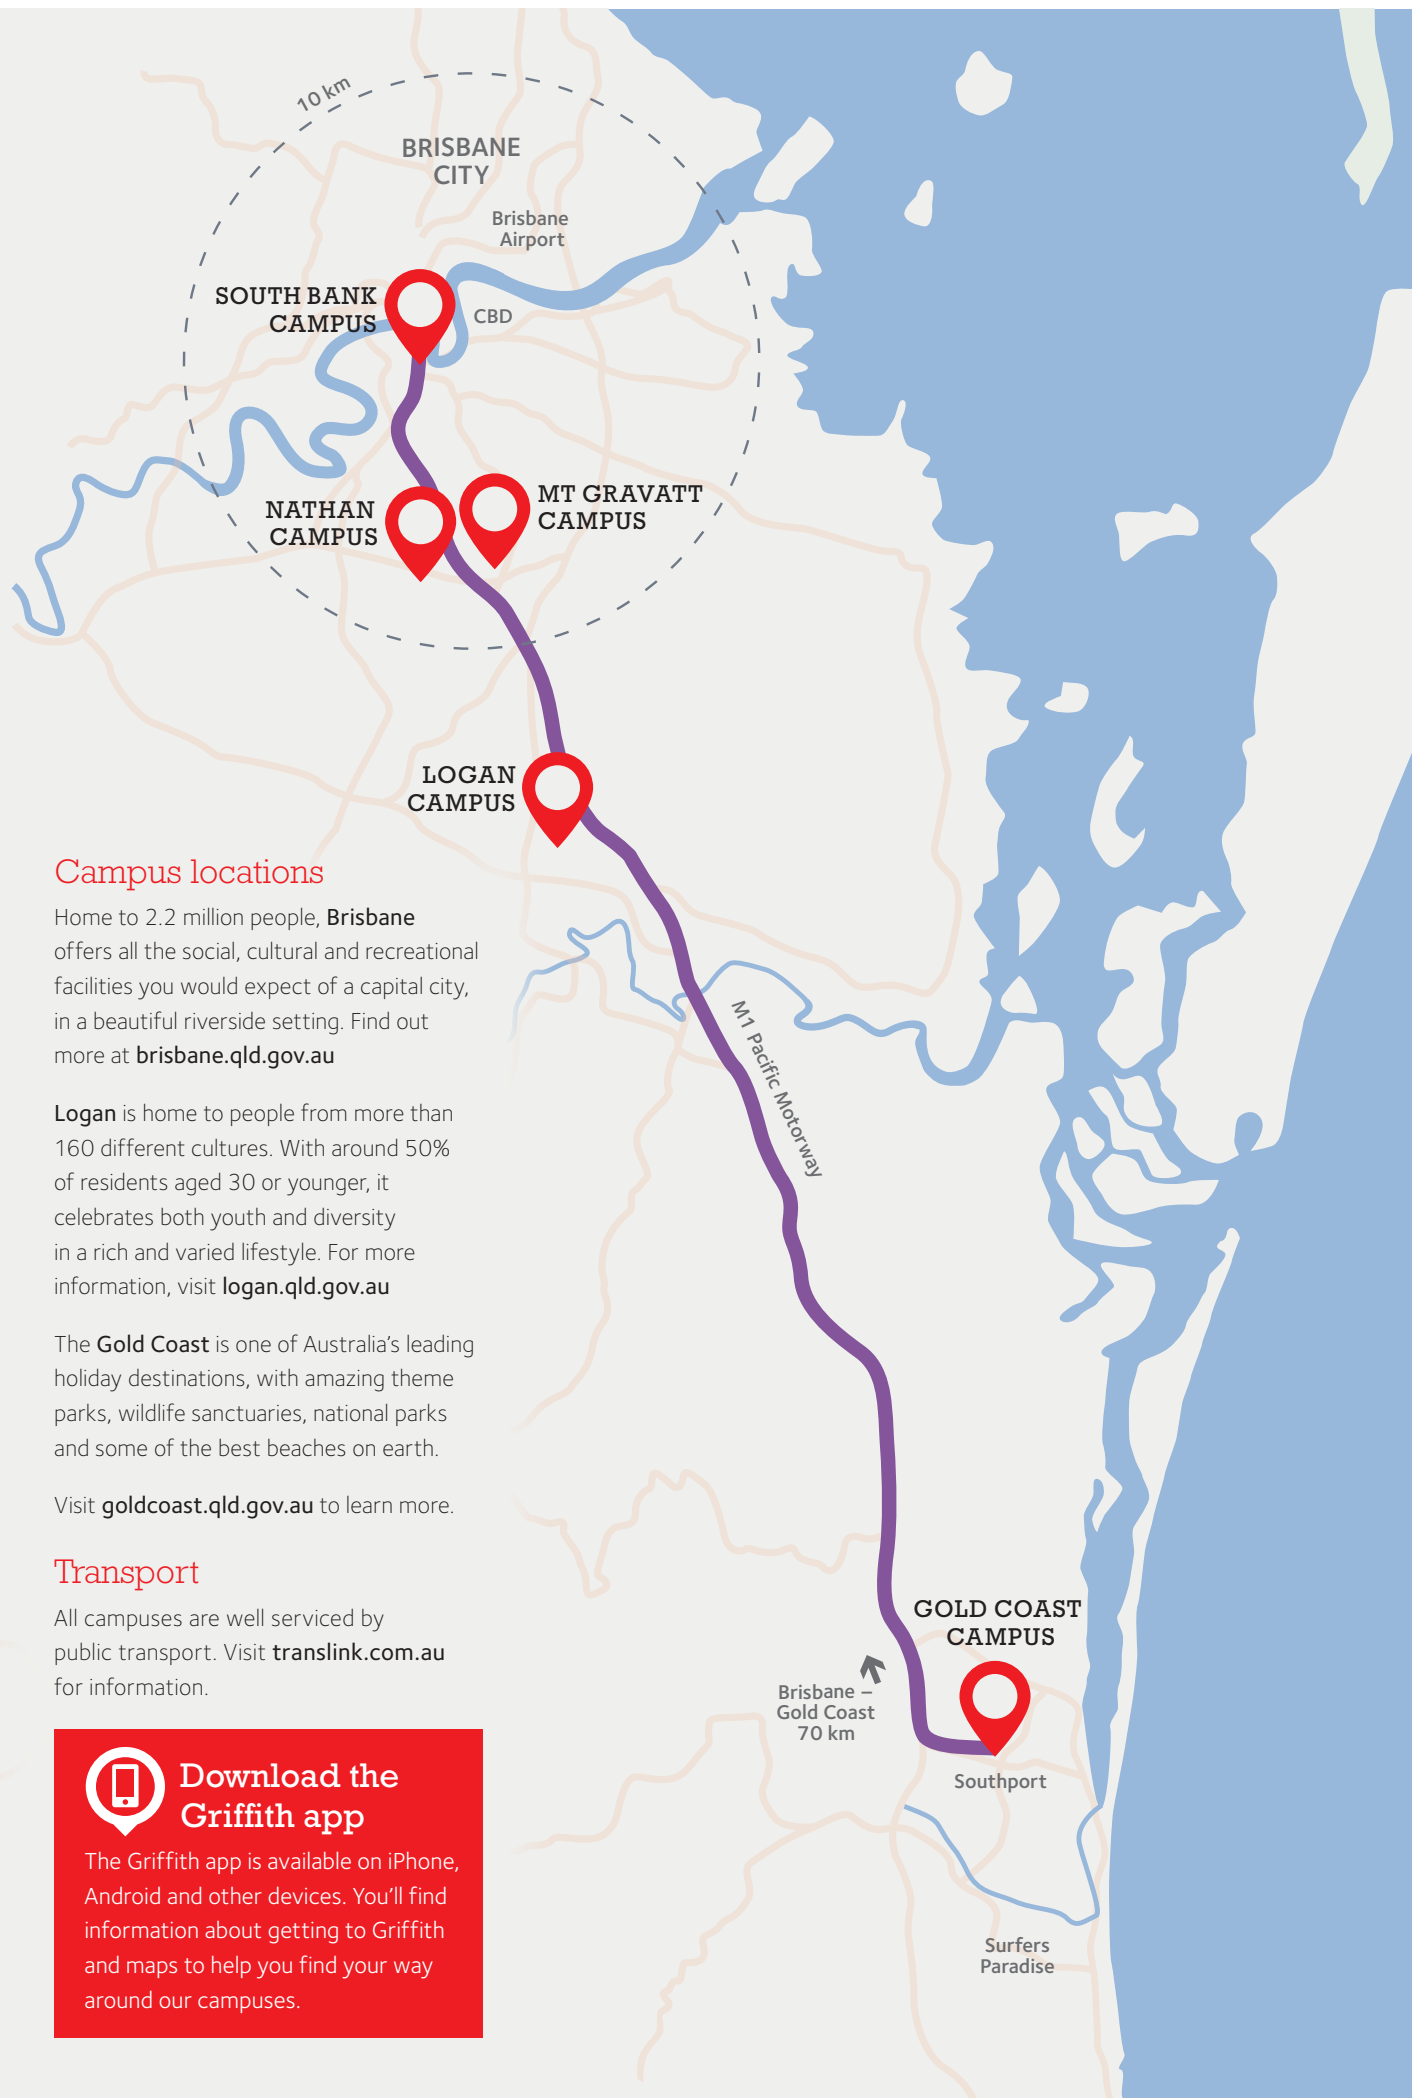 10 km
BRISBANE
CITY
Brisbane
Airport
SOUTH BANK
CAMPUS
CBD
NATHAN
CAMPUS
MT GRAVATT
CAMPUS
LOGAN
CAMPUS
M1 Pacific Motorway
Campus locations
Home to 2.2 million people, Brisbane
offers all the social, cultural and recreational
facilities you would expect of a capital city,
in a beautiful riverside setting. Find out
more at brisbane.qld.gov.au
Logan is home to people from more than
160 different cultures. With around 50%
of residents aged 30 or younger, it
celebrates both youth and diversity
in a rich and varied lifestyle. For more
information, visit logan.qld.gov.au
The Gold Coast is one of Australia's leading
holiday destinations, with amazing theme
parks, wildlife sanctuaries, national parks
and some of the best beaches on earth.
Visit goldcoast.qld.gov.au to learn more.
Transport
All campuses are well serviced by
public transport. Visit translink.com.au
for information.
Download the
Griffith app
The Griffith app is available on iPhone,
Android and other devices. You'll find
information about getting to Griffith
and maps to help you find your way
around our campuses.
GOLD COAST
CAMPUS
Brisbane –
Gold Coast
70 km
Southport
Surfers
Paradise